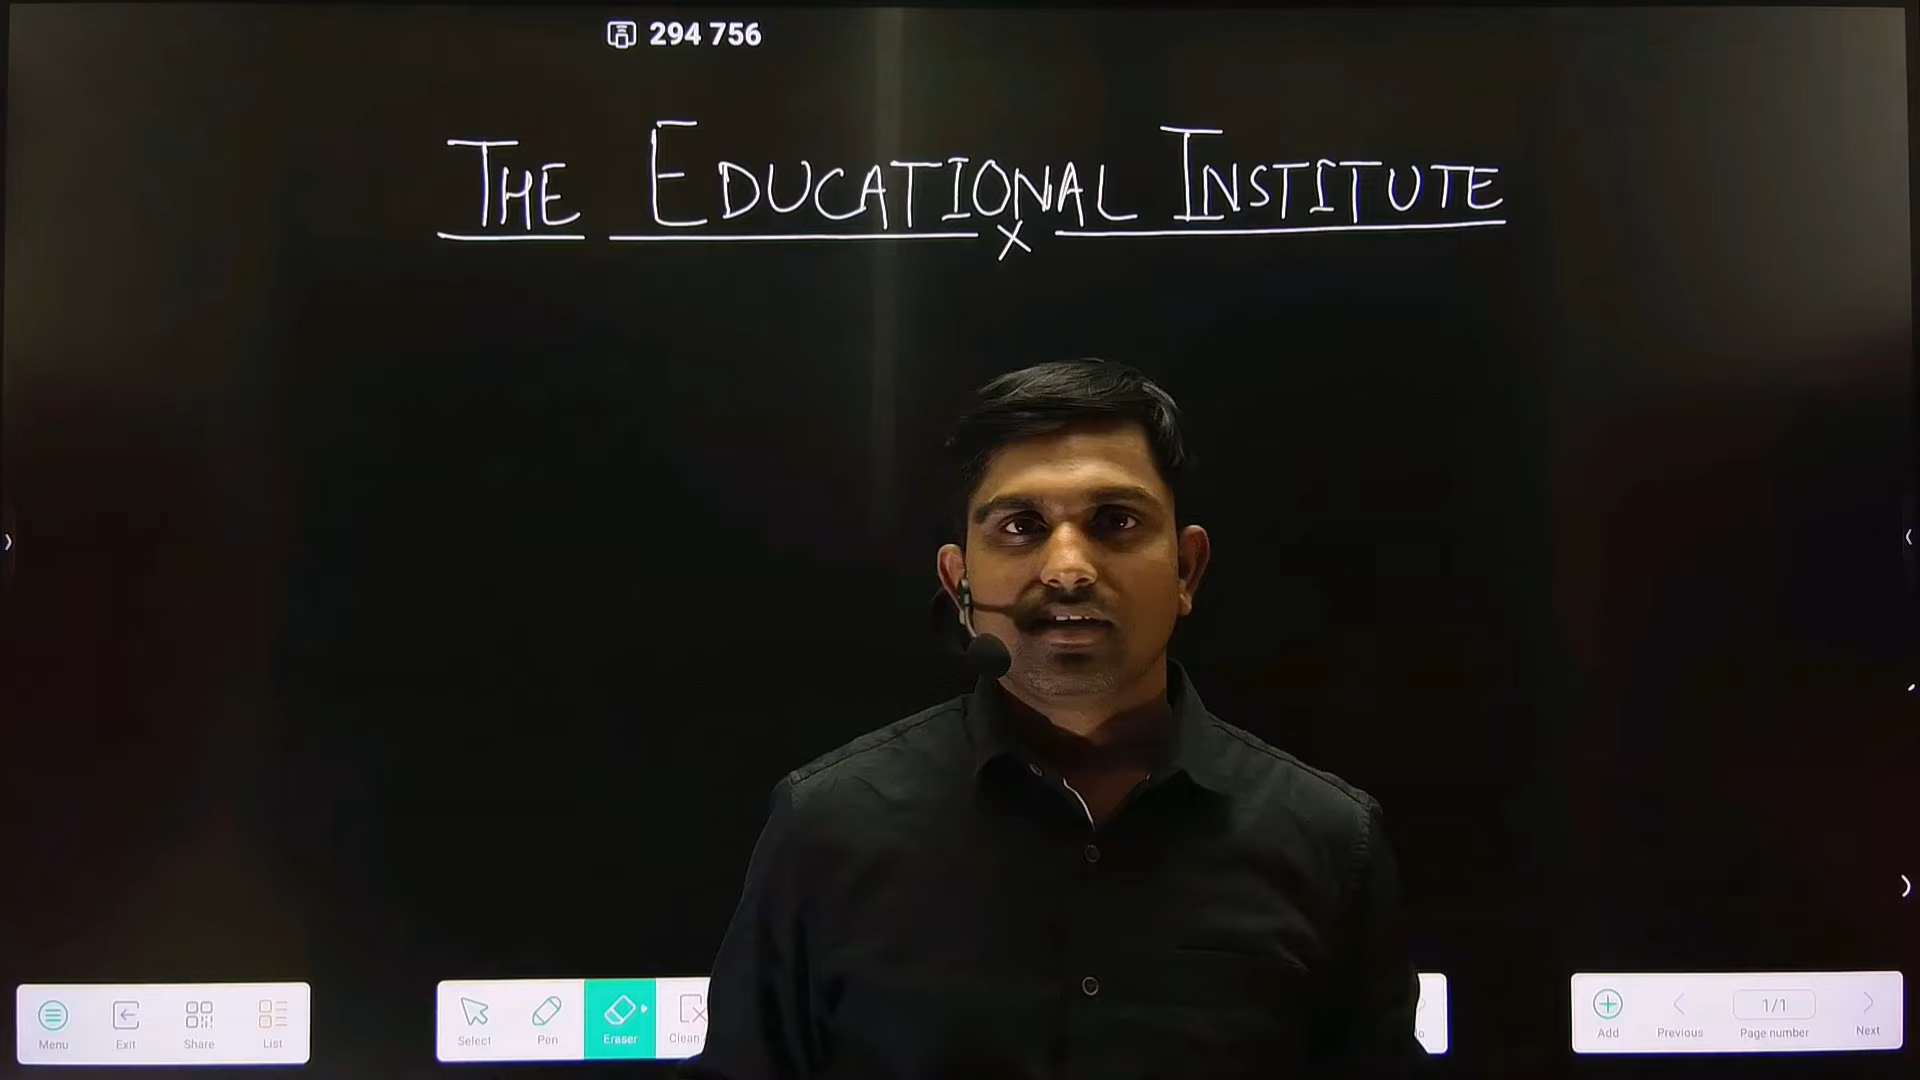 294 756
THE EDUCATIONAL INSTITUTE
x
Menu Exit Share List
Select Pen Eraser Clean
Add Previous 1/1 Page number Next